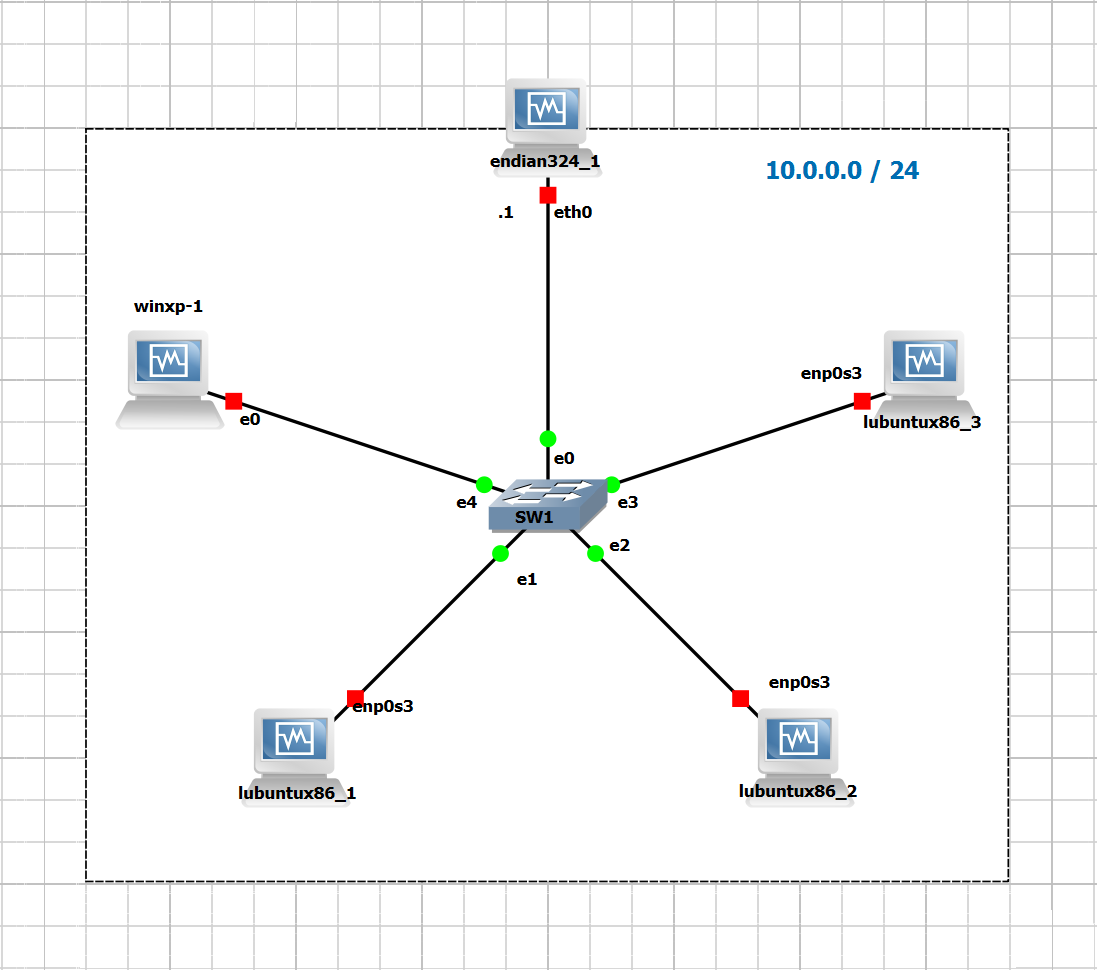 endian324_1
10.0.0.0 / 24
.1
eth0
winxp-1
enp0s3
e0
lubuntux86_3
e0
e4
e3
SW1
e2
e1
enp0s3
enp0s3
lubuntux86_1
lubuntux86_2